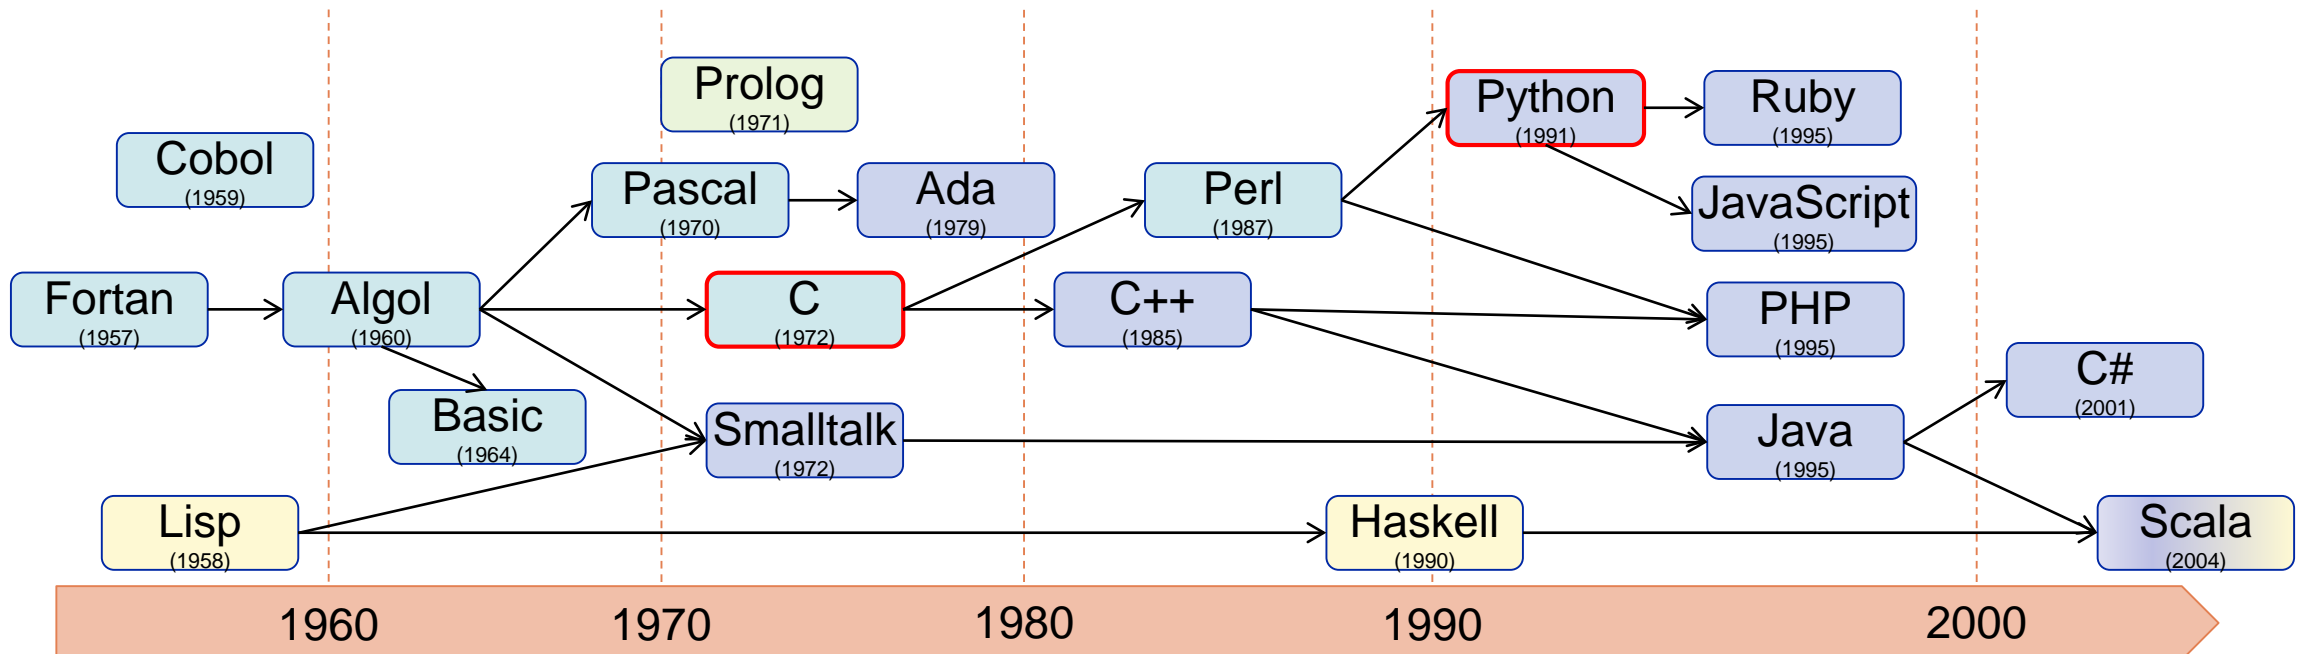 Prolog
(1971)
Python
(1991)
Ruby
(1995)
Cobol
(1959)
Pascal
(1970)
Ada
(1979)
Perl
(1987)
JavaScript
(1995)
Fortan
(1957)
Algol
(1960)
C
(1972)
C++
(1985)
PHP
(1995)
Basic
(1964)
Smalltalk
(1972)
Java
(1995)
C#
(2001)
Lisp
(1958)
Haskell
(1990)
Scala
(2004)
1960
1970
1980
1990
2000